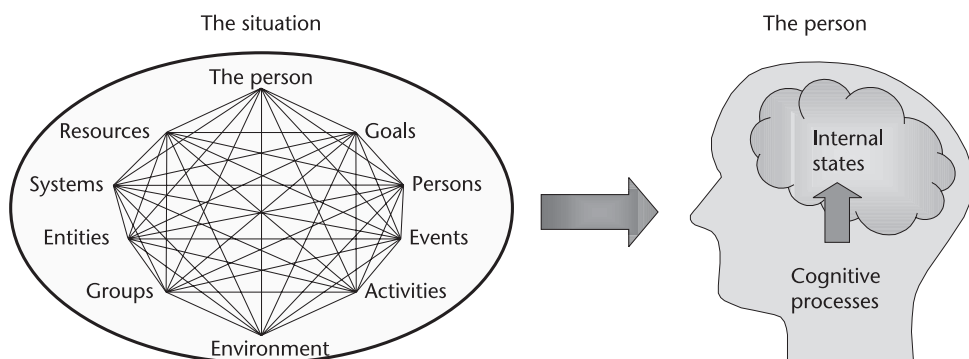 The situation
The person
The person
Resources
Goals
Systems
Persons
Entities
Events
Groups
Activities
Environment
Internal
states
Cognitive
processes